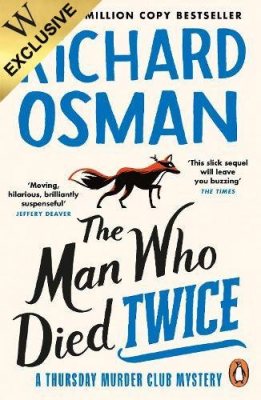 W
EXCLUSIVE
MILLION COPY BESTSELLER
RICHARD
OSMAN
'Moving,
hilarious, brilliantly
suspenseful'
JEFFERY DEAVER
'This slick sequel
will leave
you buzzing'
THE TIMES
The
Man Who
Died TWICE
A THURSDAY MURDER CLUB MYSTERY